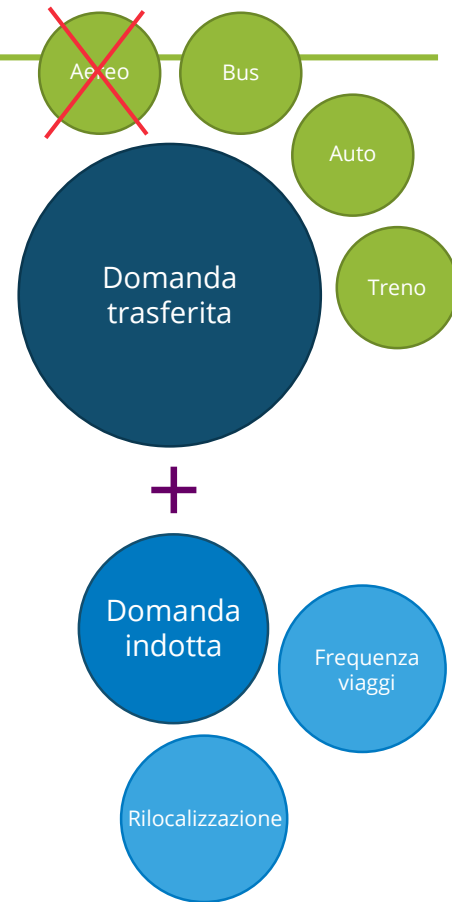 Aereo
Bus
Auto
Treno
Domanda
trasferita
+
Domanda
indotta
Frequenza
viaggi
Rilocalizzazione